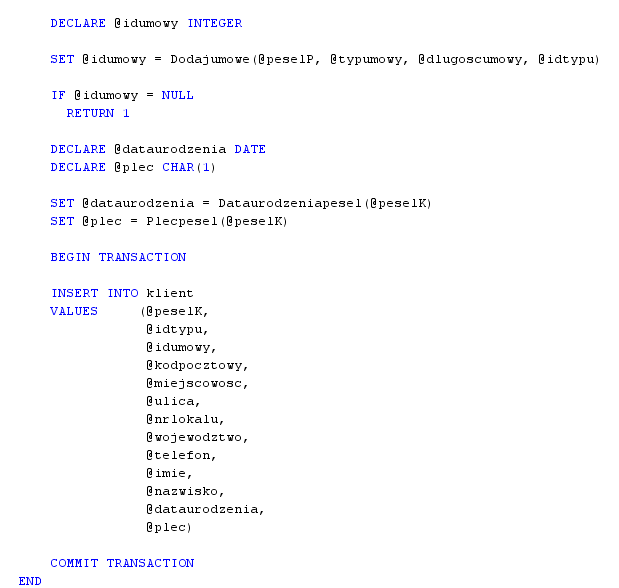 DECLARE @idumowy INTEGER
SET @idumowy = Dodajumowe(@peselP, @typumowy, @dlugoscumowy, @idtypu)
IF @idumowy = NULL
RETURN 1
DECLARE @dataurodzenia DATE
DECLARE @plec CHAR(1)
SET @dataurodzenia = Dataurodzeniapesel(@peselK)
SET @plec = Plecpesel(@peselK)
BEGIN TRANSACTION
INSERT INTO klient
VALUES (@peselK,
@idtypu,
@idumowy,
@kodpocztowy,
@miejscowosc,
@ulica,
@nrlokalu,
@wojewodztwo,
@telefon,
@imie,
@nazwisko,
@dataurodzenia,
@plec)
COMMIT TRANSACTION
END